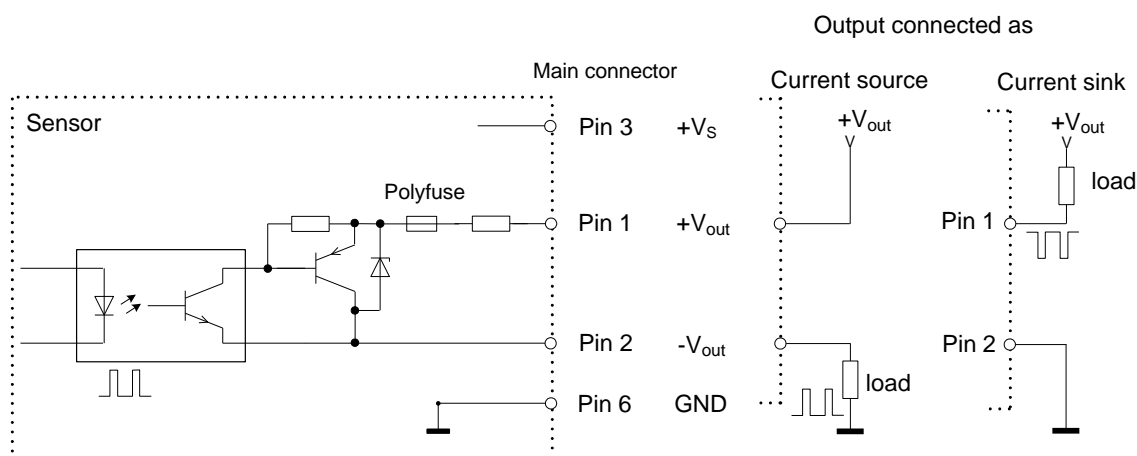 Output connected as
Main connector
Current source
Current sink
Sensor
Pin 3 +Vs
+Vout
+Vout
load
Polyfuse
Pin 1 +Vout
Pin 1
Pin 2 -Vout
Pin 2
load
Pin 6 GND